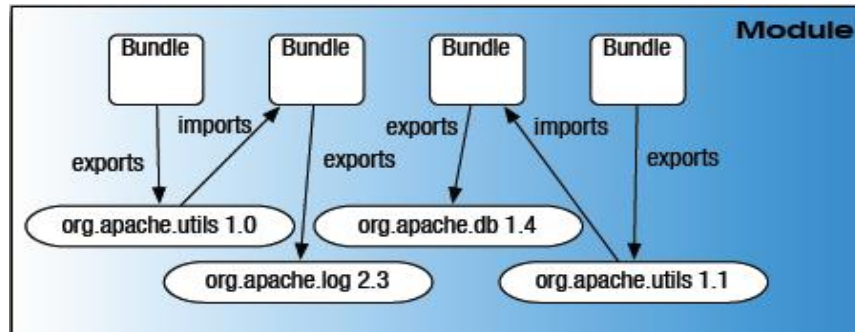 Module
Bundle
Bundle
Bundle
Bundle
imports
exports
imports
exports
exports
exports
org.apache.utils 1.0
org.apache.db 1.4
org.apache.log 2.3
org.apache.utils 1.1